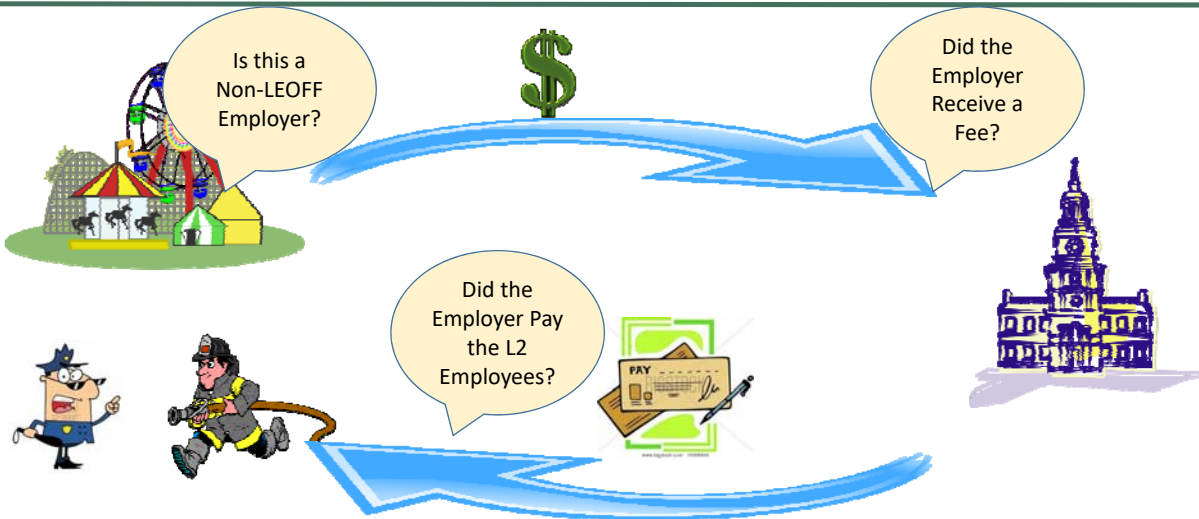 Is this a
Non-LEOFF
Employer?
$
Did the
Employer
Receive a
Fee?
Did the
Employer Pay
the L2
Employees?
PAY